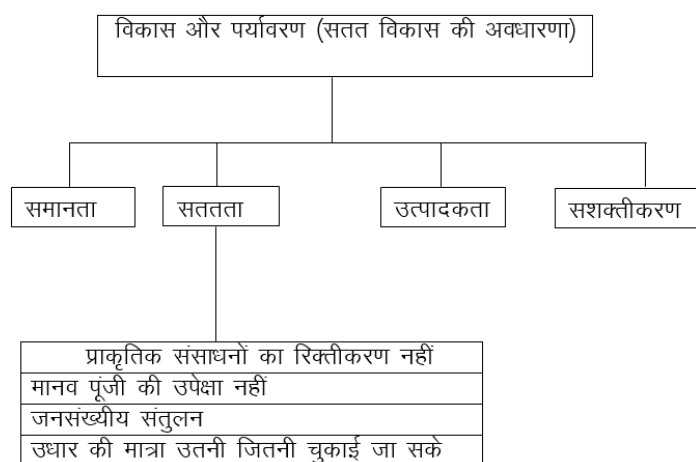 विकास और पर्यावरण (सतत विकास की अवधारणा)
समानता
सततता
उत्पादकता
सशक्तीकरण
प्राकृतिक संसाधनों का रिक्तीकरण नहीं
मानव पूंजी की उपेक्षा नहीं
जनसंख्यीय संतुलन
उधार की मात्रा उतनी जितनी चुकाई जा सके